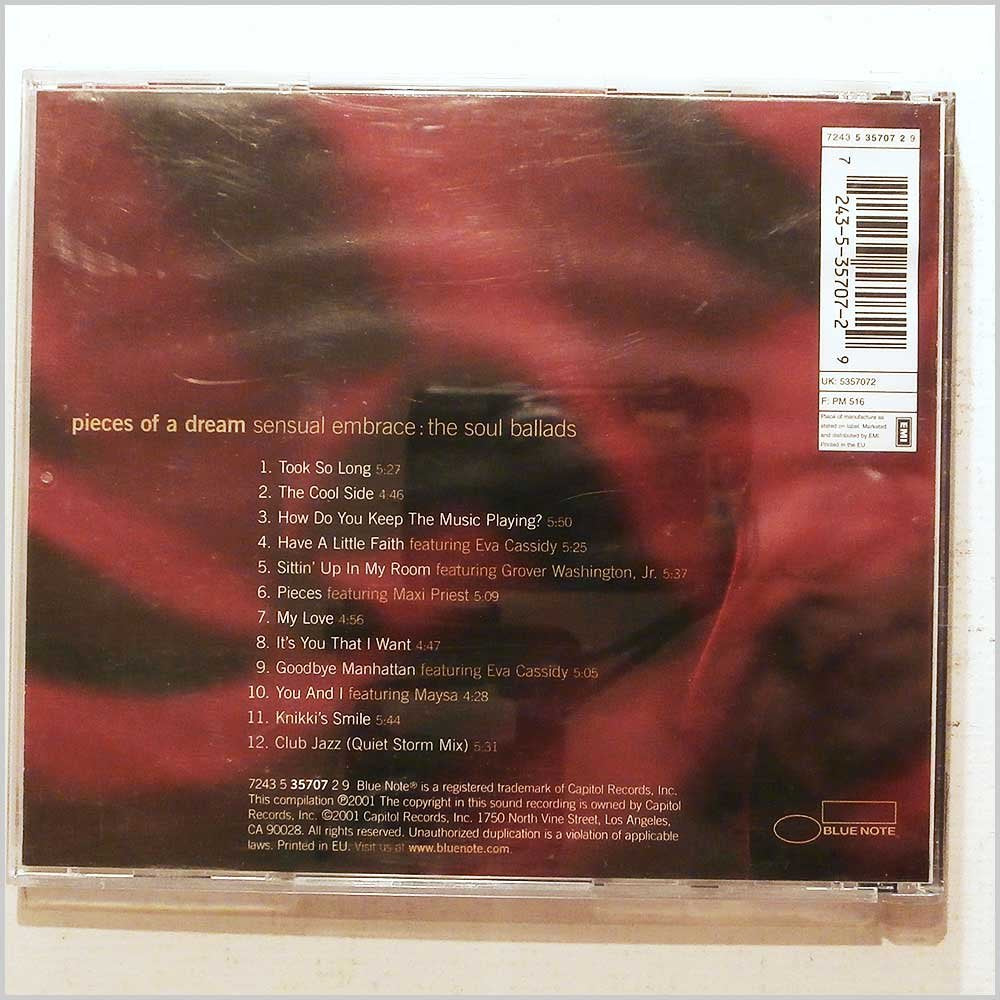 7243 5 35707 2 9
7
243-5-35707-2
9
UK: 5357072
F: PM 516
Place of manufacture as
stated on label. Marketed
and distributed by EMI
Printed in the EU
EMI
pieces of a dream sensual embrace: the soul ballads
1. Took So Long 5:27
2. The Cool Side 4:46
3. How Do You Keep The Music Playing? 5:50
4. Have A Little Faith featuring Eva Cassidy 5:25
5. Sittin' Up In My Room featuring Grover Washington, Jr. 5:37
6. Pieces featuring Maxi Priest 5:09
7. My Love 4:56
8. It's You That I Want 4:47
9. Goodbye Manhattan featuring Eva Cassidy 5:05
10. You And I featuring Maysa 4:28
11. Knikki's Smile 5:44
12. Club Jazz (Quiet Storm Mix) 5:31
7243 5 35707 2 9 Blue Note® is a registered trademark of Capitol Records, Inc.
This compilation ℗2001 The copyright in this sound recording is owned by Capitol
Records, Inc. ©2001 Capitol Records, Inc. 1750 North Vine Street, Los Angeles,
CA 90028. All rights reserved. Unauthorized duplication is a violation of applicable
laws. Printed in EU. Visit us at www.bluenote.com
BLUE NOTE